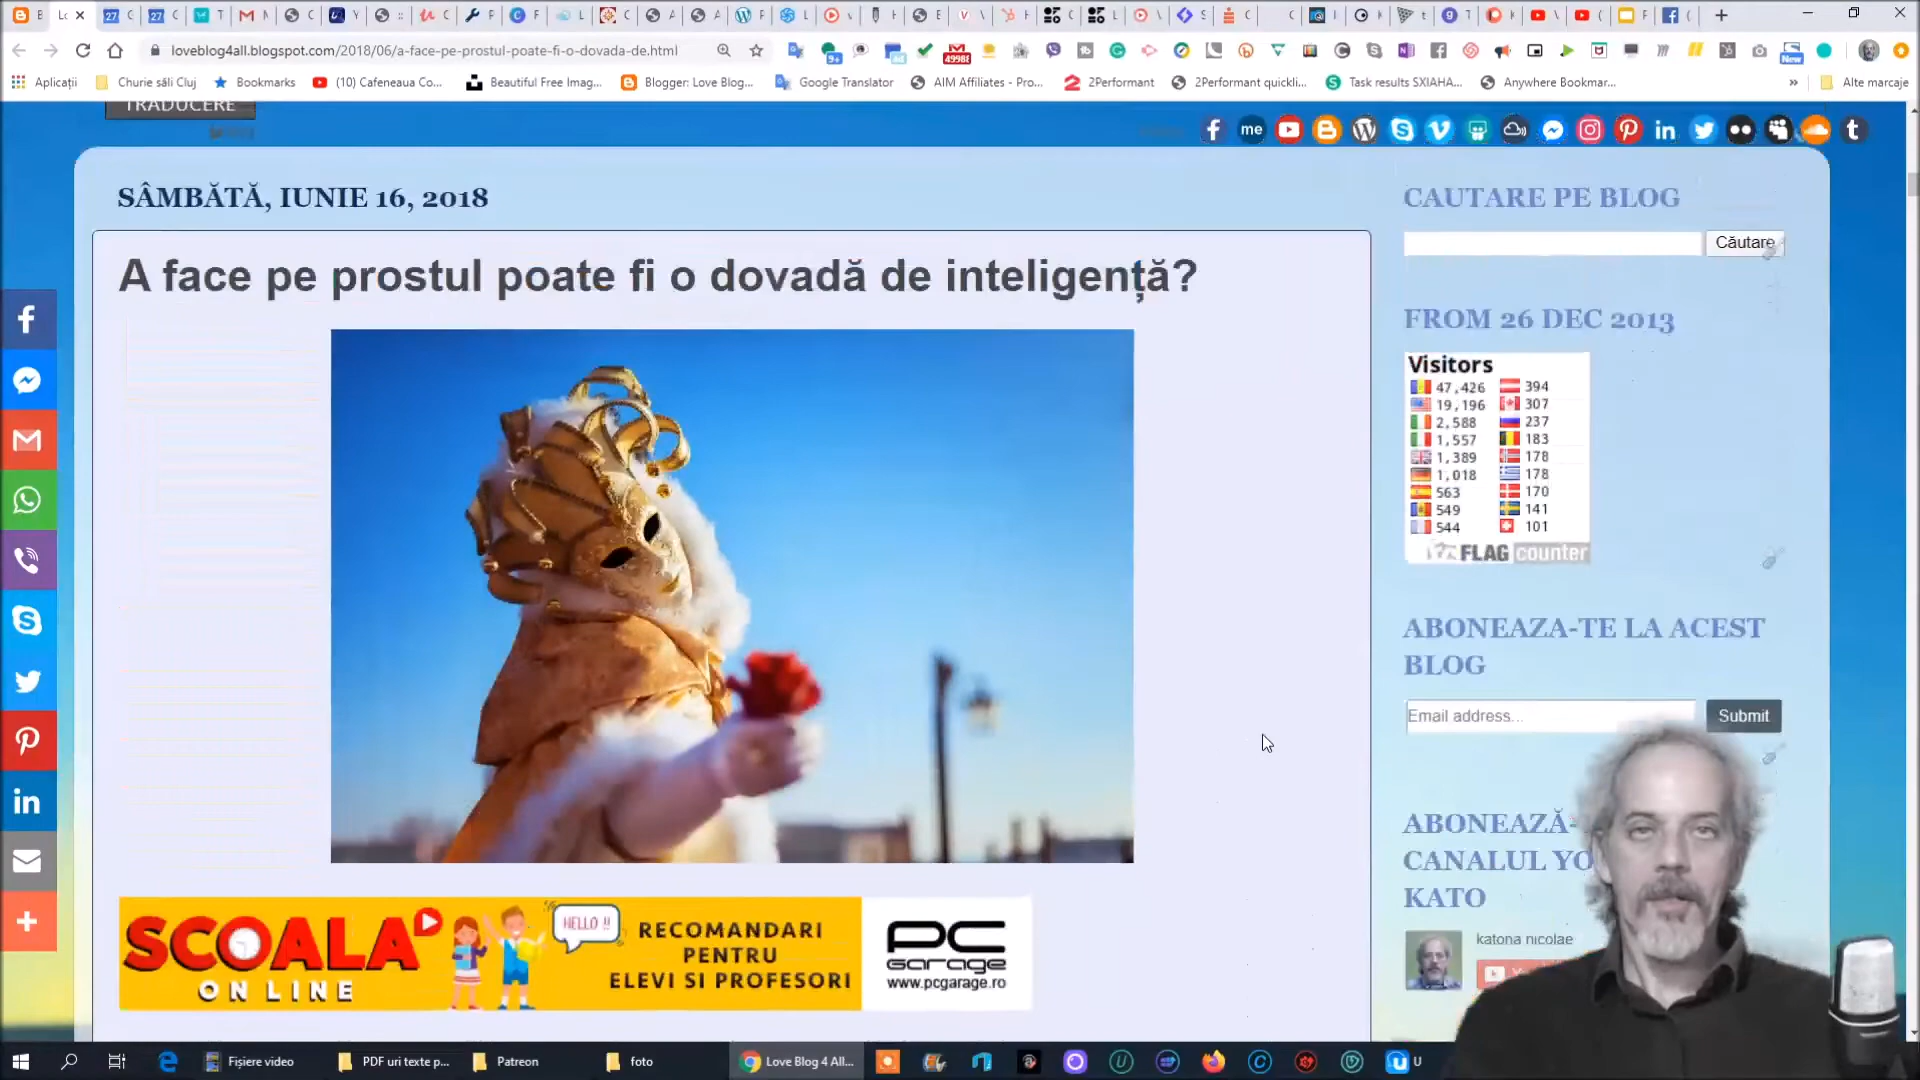 loveblog4all.blogspot.com/2018/06/a-face-pe-prostul-poate-fi-o-dovada-de.html
Aplicații
Churie săli Cluj
Bookmarks
(10) Cafeneaua Co...
Beautiful Free Imag...
Blogger: Love Blog...
Google Translator
AIM Affiliates - Pro...
2Performant
2Performant quickli...
Task results SXIAHA...
Anywhere Bookmar...
»
Alte marcaje
TRADUCERE
SÂMBĂTĂ, IUNIE 16, 2018
A face pe prostul poate fi o dovadă de inteligență?
SCOALA
ON LINE
HELLO !!
RECOMANDARI
PENTRU
ELEVI SI PROFESORI
PC
Garage
www.pcgarage.ro
CAUTARE PE BLOG
Căutare
FROM 26 DEC 2013
Visitors
47,426 394
19,196 307
2,588 237
1,557 183
1,389 178
1,018 178
563 170
549 141
544 101
FLAG counter
ABONEAZA-TE LA ACEST
BLOG
Email address...
Submit
ABONEAZĂ-
CANALUL YO
KATO
katona nicolae
Fișiere video
PDF uri texte p...
Patreon
foto
Love Blog 4 All...
U